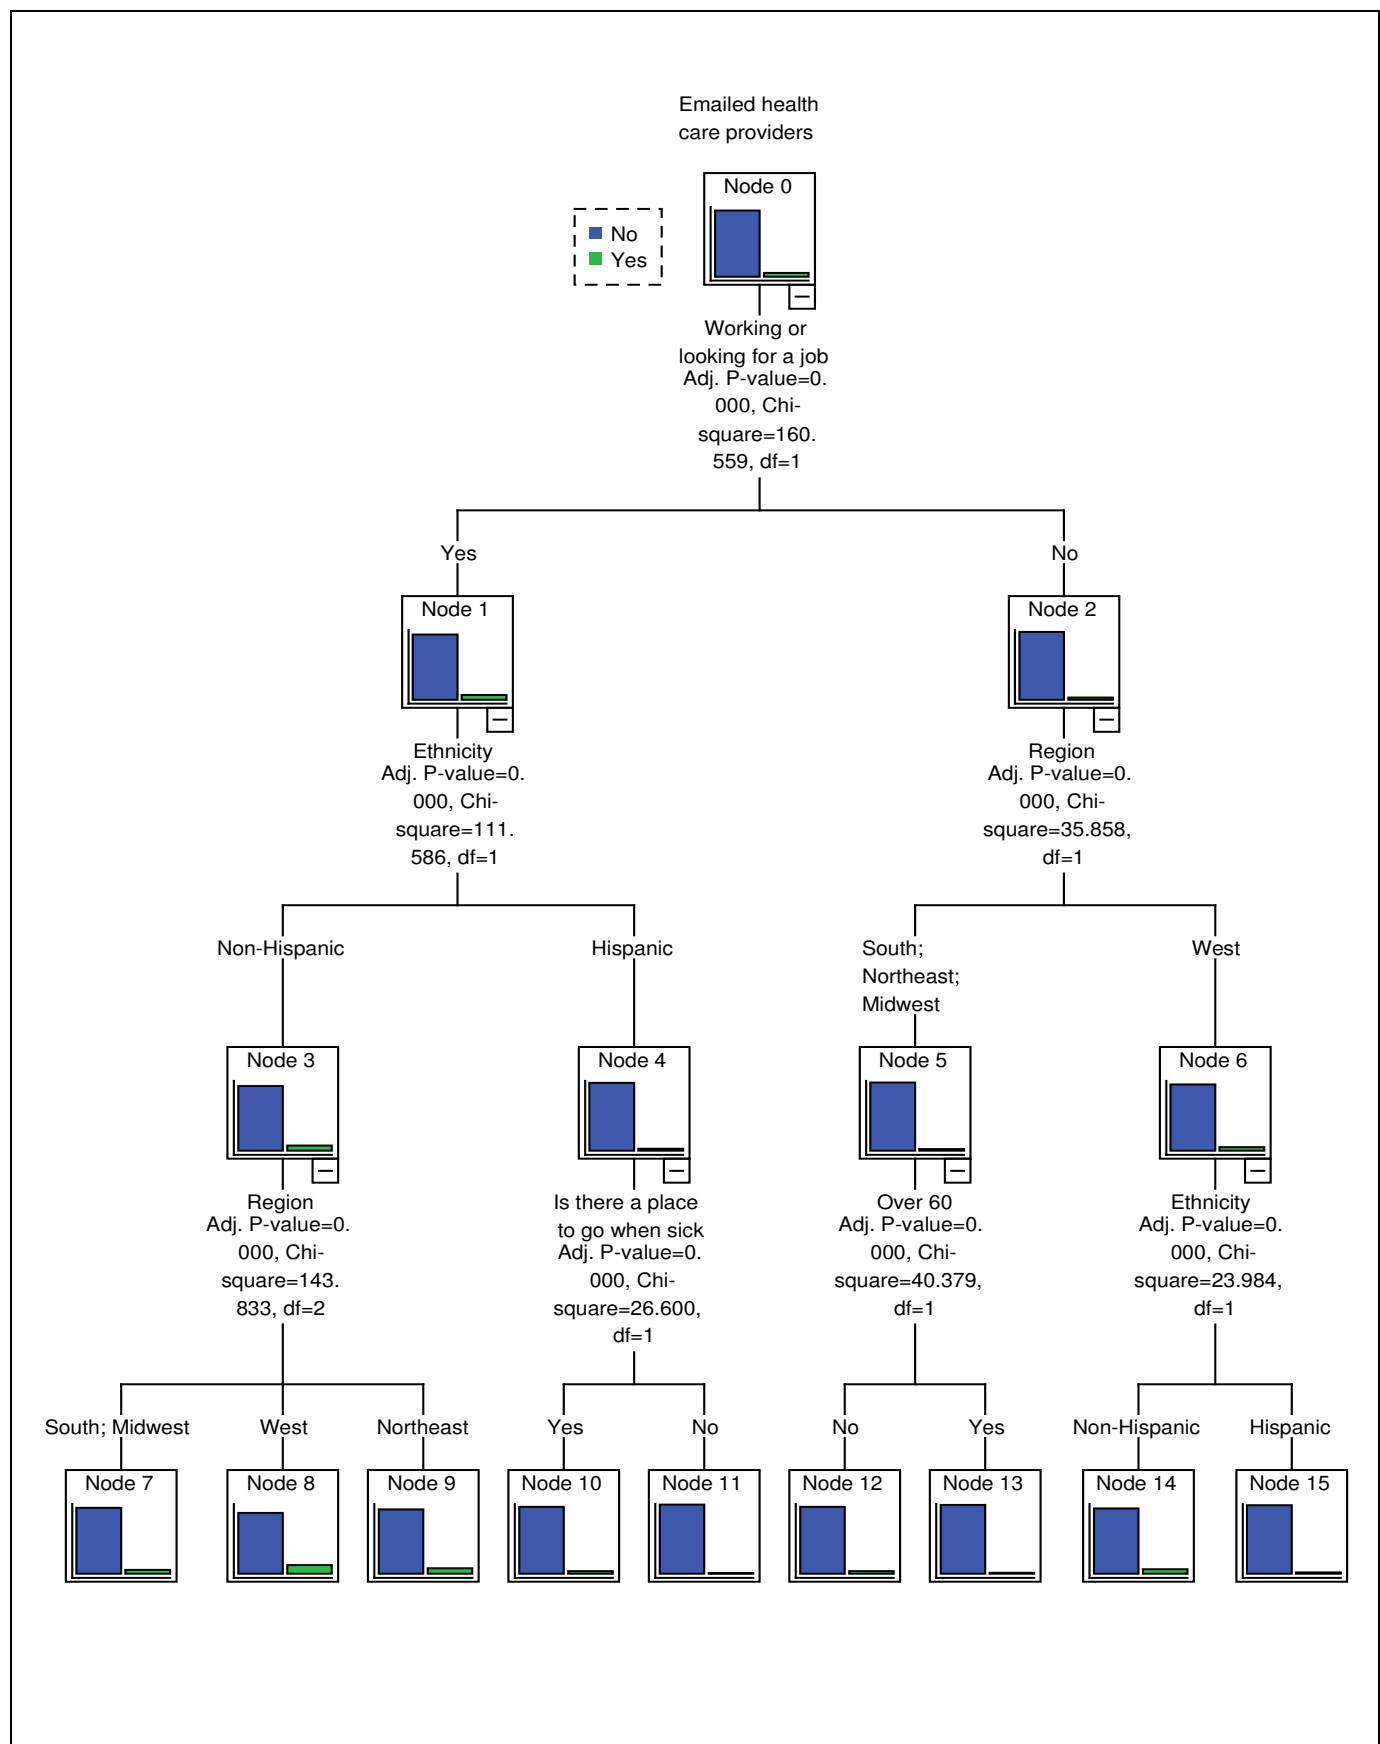 Emailed health
care providers
Node 0
No
Yes
Working or
looking for a job
Adj. P-value=0.
000, Chi-
square=160.
559, df=1
Yes
No
Node 1
Node 2
Ethnicity
Adj. P-value=0.
000, Chi-
square=111.
586, df=1
Region
Adj. P-value=0.
000, Chi-
square=35.858,
df=1
Non-Hispanic
Hispanic
South;
Northeast;
Midwest
West
Node 3
Node 4
Node 5
Node 6
Region
Adj. P-value=0.
000, Chi-
square=143.
833, df=2
Is there a place
to go when sick
Adj. P-value=0.
000, Chi-
square=26.600,
df=1
Over 60
Adj. P-value=0.
000, Chi-
square=40.379,
df=1
Ethnicity
Adj. P-value=0.
000, Chi-
square=23.984,
df=1
South; Midwest
West
Northeast
Yes
No
No
Yes
Non-Hispanic
Hispanic
Node 7
Node 8
Node 9
Node 10
Node 11
Node 12
Node 13
Node 14
Node 15